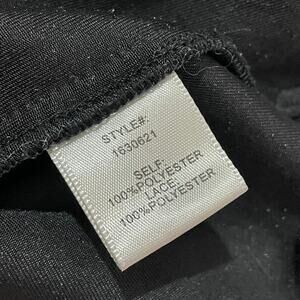 STYLE#:
1630621
SELF:
100%POLYESTER
LACE:
100%POLYESTER